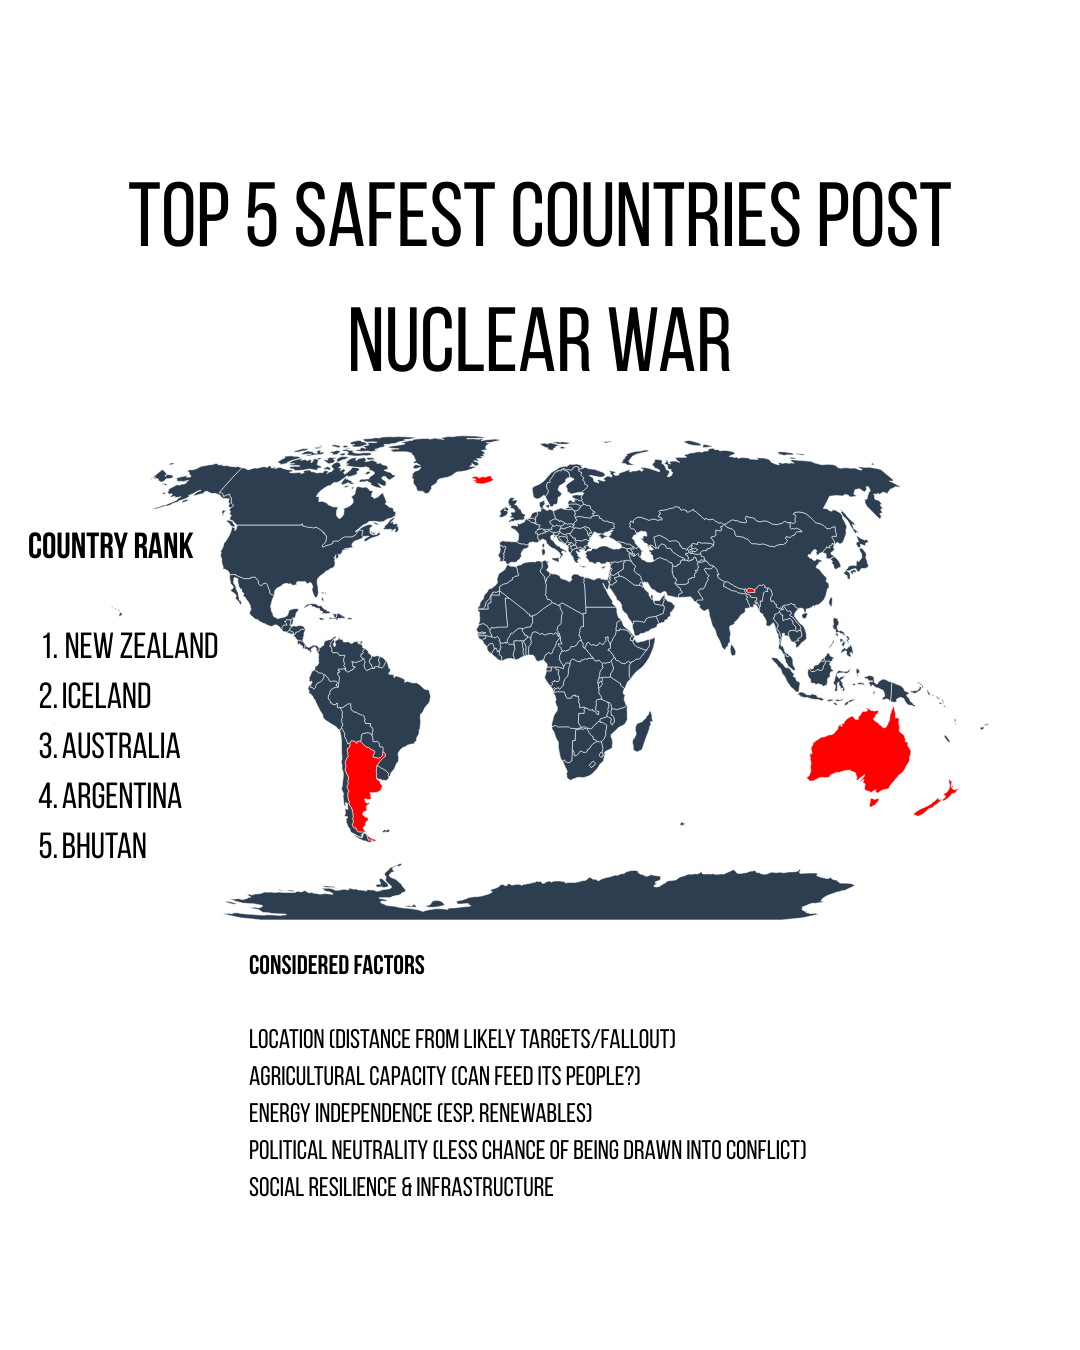 TOP 5 SAFEST COUNTRIES POST
NUCLEAR WAR
COUNTRY RANK
1. NEW ZEALAND
2. ICELAND
3. AUSTRALIA
4. ARGENTINA
5. BHUTAN
CONSIDERED FACTORS
LOCATION (DISTANCE FROM LIKELY TARGETS/FALLOUT)
AGRICULTURAL CAPACITY (CAN FEED ITS PEOPLE?)
ENERGY INDEPENDENCE (ESP. RENEWABLES)
POLITICAL NEUTRALITY (LESS CHANCE OF BEING DRAWN INTO CONFLICT)
SOCIAL RESILIENCE & INFRASTRUCTURE